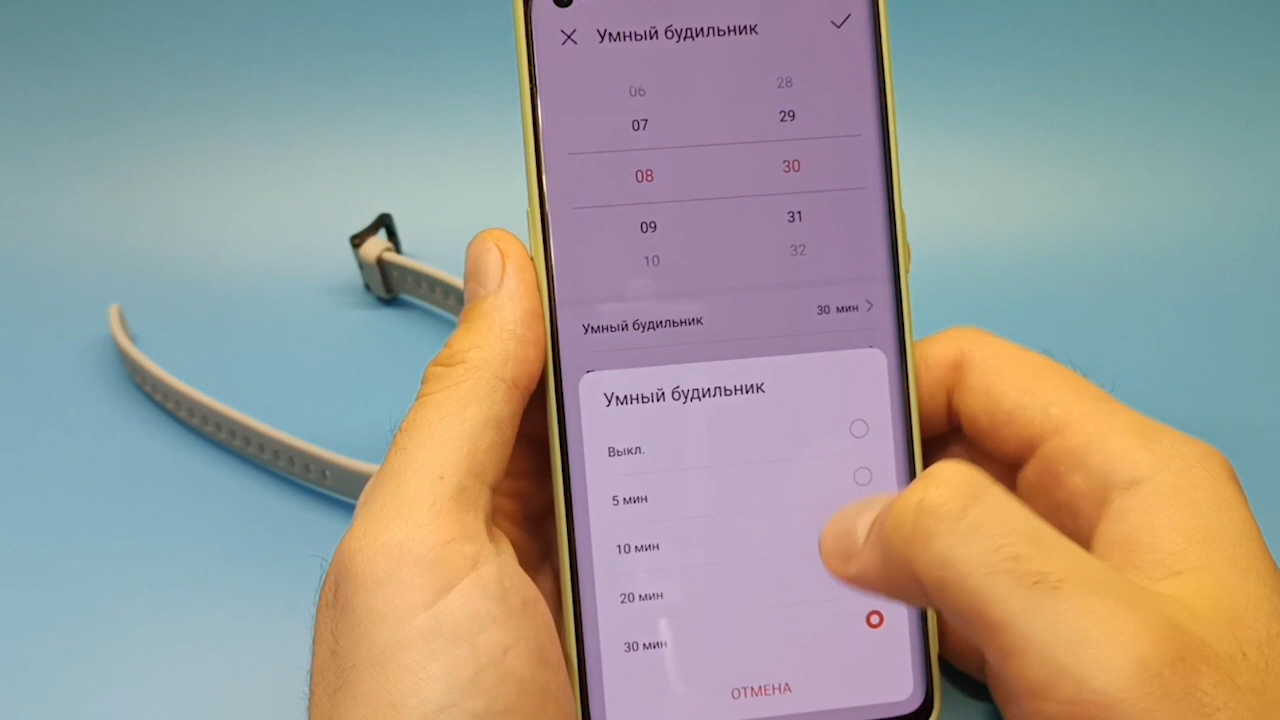 Умный будильник
06 28
07 29
08 30
09 31
10 32
Умный будильник 30 мин
Умный будильник
Выкл.
5 мин
10 мин
20 мин
30 мин
ОТМЕНА